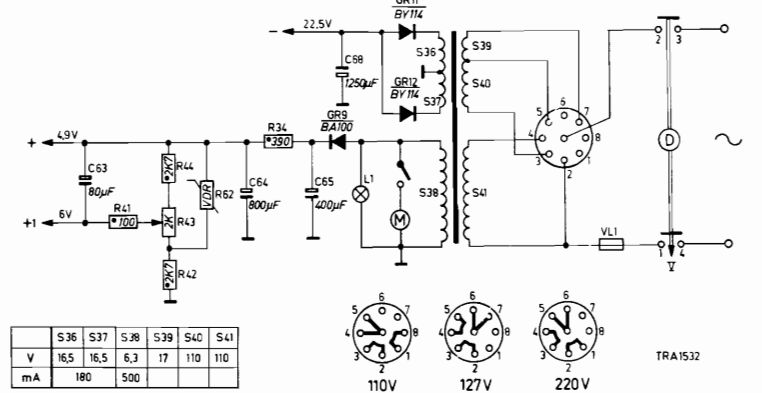 GR11
BY114
−
22,5V
C68
1250µF
S36
S39
GR12
BY114
S37
S40
5
6
7
4
8
3
2
1
2
3
D
+
4,9V
C63
80µF
R44
2K7
VDR
R62
R34
390
GR9
BA100
C64
800µF
C65
400µF
L1
M
S38
S41
+1
6V
R41
100
2K
R43
2K7
R42
VL1
1
4
V
5
6
7
4
8
3
2
1
110V
5
6
7
4
8
3
2
1
127V
5
6
7
4
8
3
2
1
220V
TRA1532
S36 S37 S38 S39 S40 S41
V 16,5 16,5 6,3 17 110 110
mA 180 500